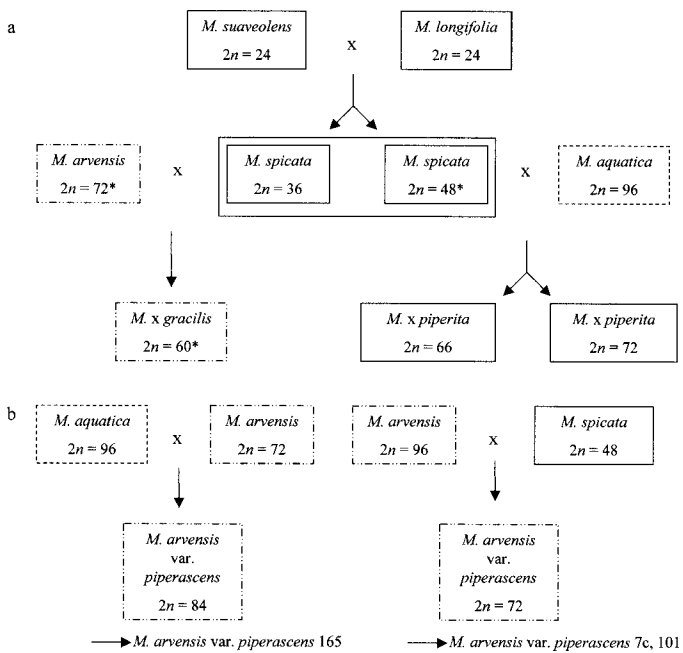 a
M. suaveolens
2n = 24
x
M. longifolia
2n = 24
M. arvensis
2n = 72*
x
M. spicata
2n = 36
M. spicata
2n = 48*
x
M. aquatica
2n = 96
M. x gracilis
2n = 60*
M. x piperita
2n = 66
M. x piperita
2n = 72
b
M. aquatica
2n = 96
x
M. arvensis
2n = 72
M. arvensis
2n = 96
x
M. spicata
2n = 48
M. arvensis
var.
piperascens
2n = 84
M. arvensis
var.
piperascens
2n = 72
M. arvensis var. piperascens 165
M. arvensis var. piperascens 7c, 101